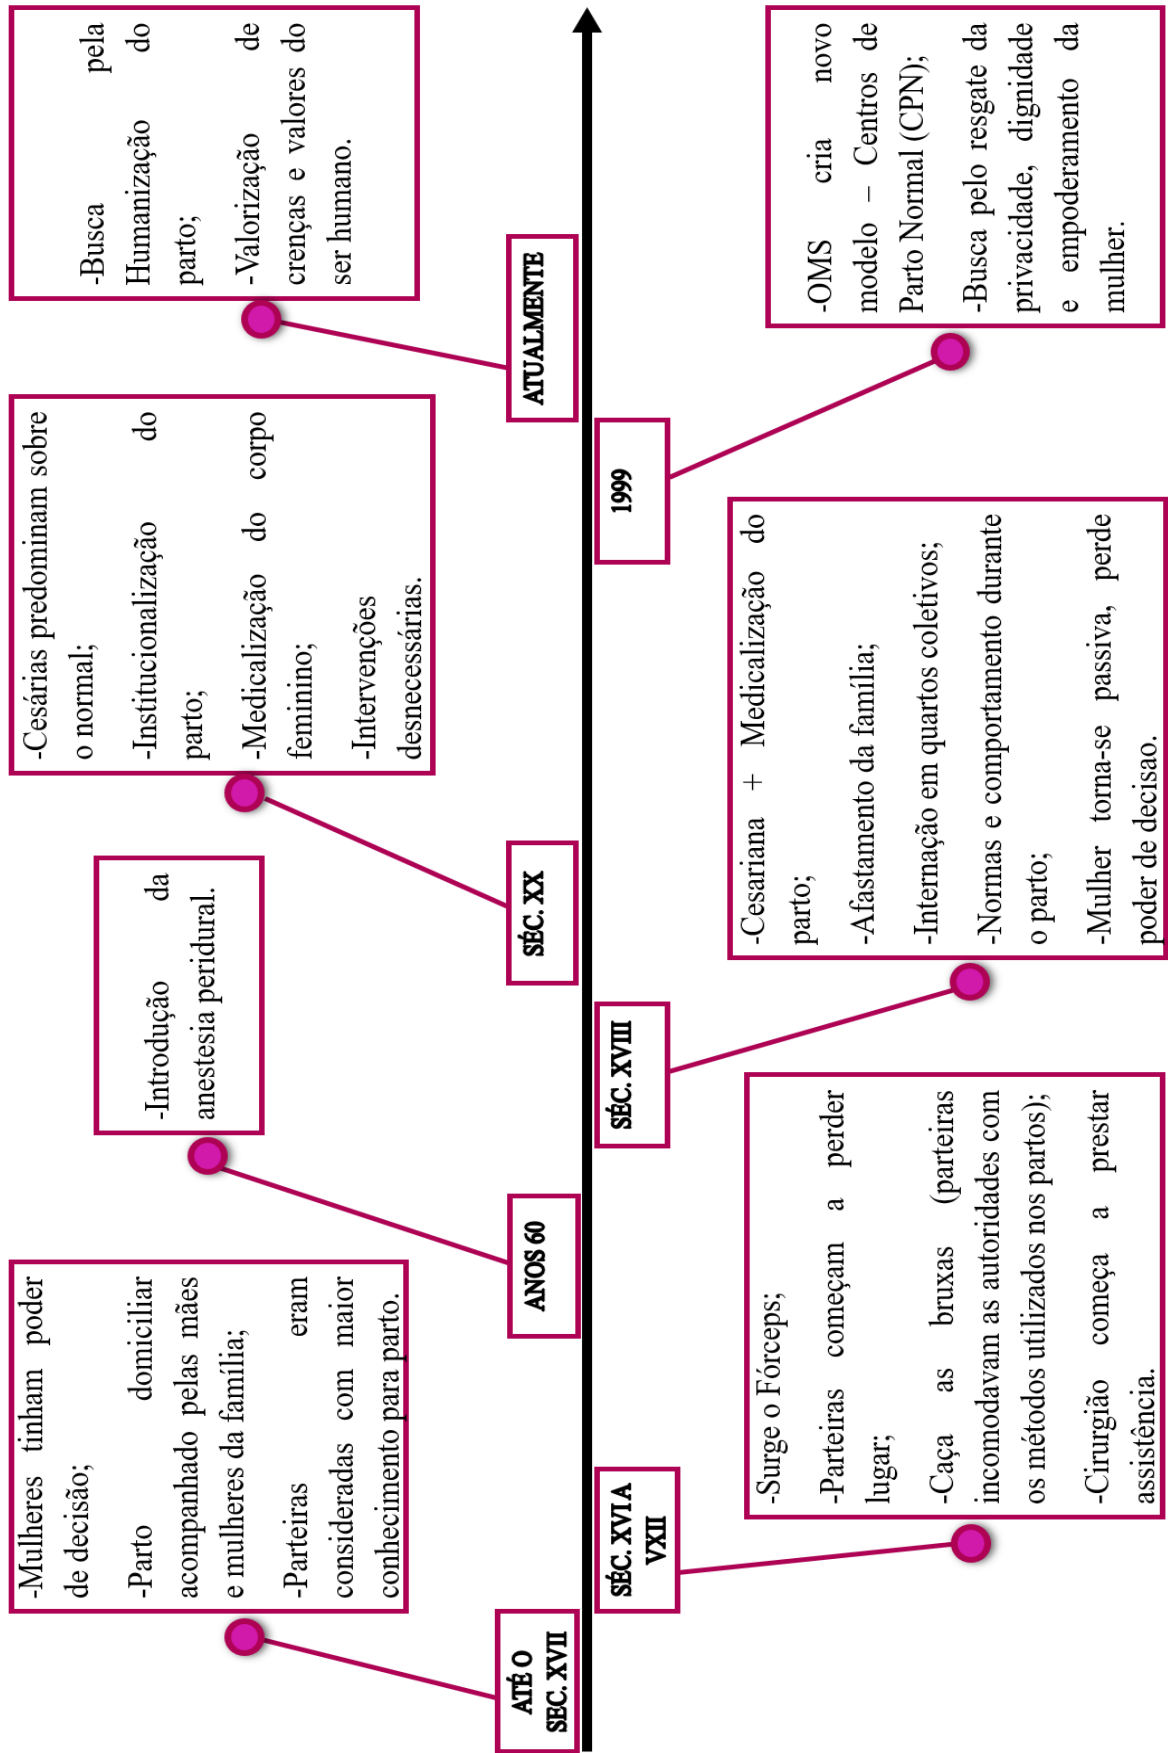 -Mulheres tinham poder
de decisão;
-Parto domiciliar
acompanhado pelas mães
e mulheres da família;
-Parteiras eram
consideradas com maior
conhecimento para parto.
-Introdução da
anestesia peridural.
-Cesárias predominam sobre
o normal;
-Institucionalização do
parto;
-Medicalização do corpo
feminino;
-Intervenções
desnecessárias.
-Busca pela
Humanização do
parto;
-Valorização de
crenças e valores do
ser humano.
ATÉ O
SEC. XVII
ANOS 60
SÉC. XX
ATUALMENTE
SÉC. XVI A
VXII
SÉC. XVIII
1999
-Surge o Fórceps;
-Parteiras começam a perder
lugar;
-Caça as bruxas (parteiras
incomodavam as autoridades com
os métodos utilizados nos partos);
-Cirurgião começa a prestar
assistência.
-Cesariana + Medicalização do
parto;
-Afastamento da família;
-Internação em quartos coletivos;
-Normas e comportamento durante
o parto;
-Mulher torna-se passiva, perde
poder de decisao.
-OMS cria novo
modelo – Centros de
Parto Normal (CPN);
-Busca pelo resgate da
privacidade, dignidade
e empoderamento da
mulher.